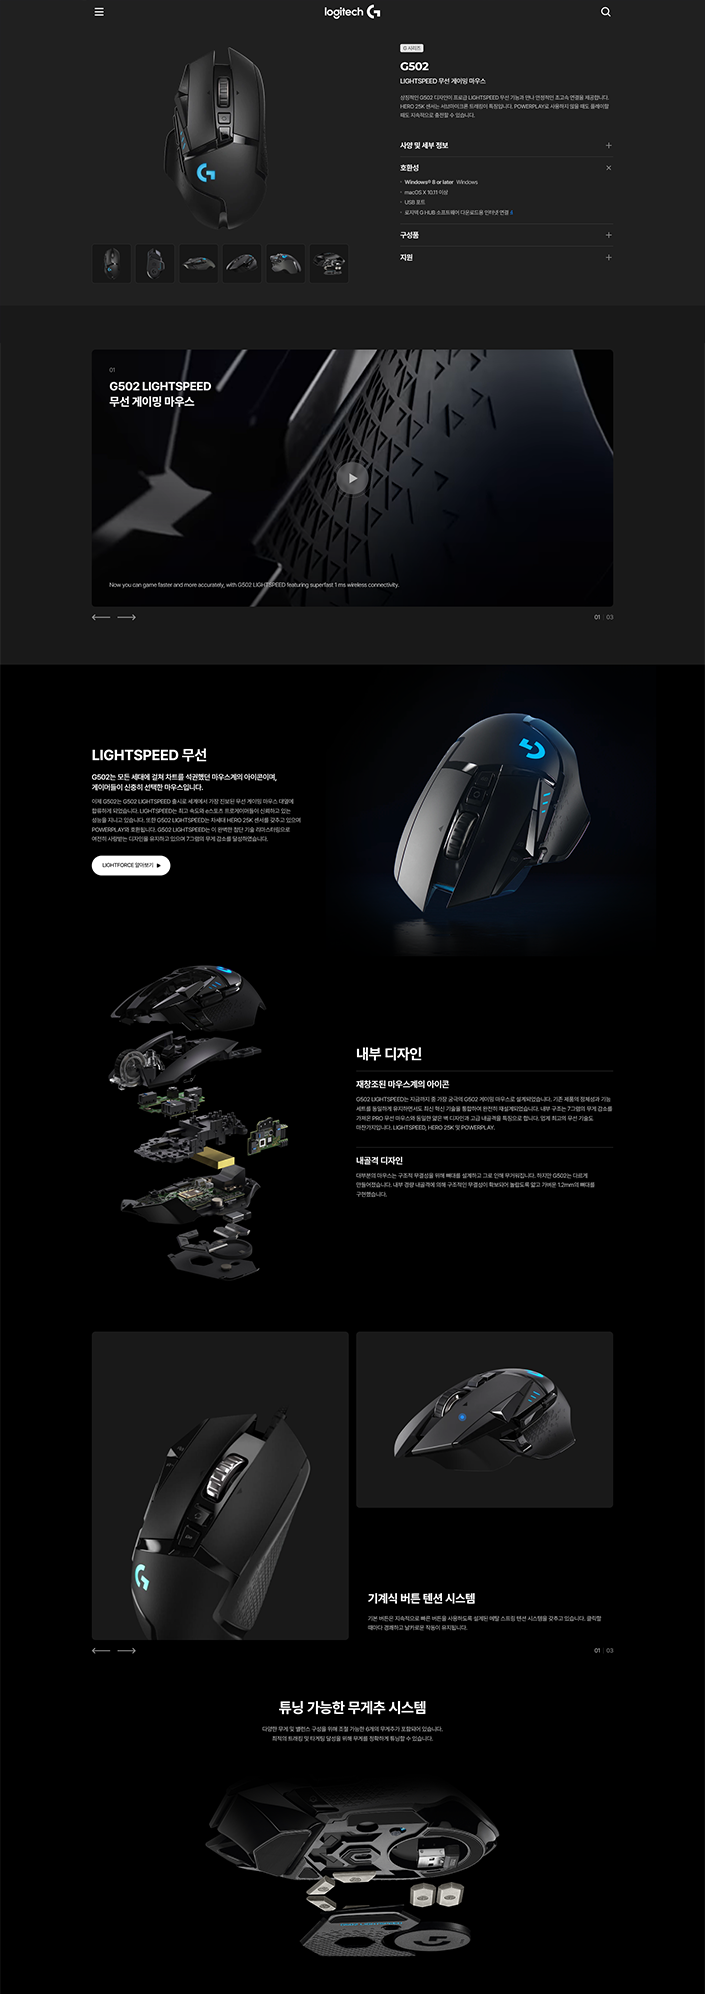 logitech G
G 시리즈
G502
LIGHTSPEED 무선 게이밍 마우스
상징적인 G502 디자인이 프로급 LIGHTSPEED 무선 기능과 만나 안정적인 초고속 연결을 제공합니다.
HERO 25K 센서는 서브마이크론 트래킹이 특징입니다. POWERPLAY로 사용하지 않을 때도 플레이할
때도 지속적으로 충전할 수 있습니다.
사양 및 세부 정보
호환성
Windows® 8 or later Windows
macOS X 10.11 이상
USB 포트
로지텍 G HUB 소프트웨어 다운로드용 인터넷 연결
구성품
지원
01
G502 LIGHTSPEED
무선 게이밍 마우스
Now you can game faster and more accurately, with G502 LIGHTSPEED featuring superfast 1 ms wireless connectivity.
01 03
LIGHTSPEED 무선
G502는 모든 세대에 걸쳐 차트를 석권했던 마우스계의 아이콘이며,
게이머들이 신중히 선택한 마우스입니다.
이제 G502는 G502 LIGHTSPEED 출시로 세계에서 가장 진보된 무선 게이밍 마우스 대열에
합류하게 되었습니다. LIGHTSPEED는 최고 속도와 e스포츠 프로게이머들이 신뢰하고 있는
성능을 지니고 있습니다. 또한 G502 LIGHTSPEED는 차세대 HERO 25K 센서를 갖추고 있으며
POWERPLAY와 호환됩니다. G502 LIGHTSPEED는 이 완벽한 첨단 기술 리마스터링으로
여전히 사랑받는 디자인을 유지하고 있으며 7그램의 무게 감소를 달성하였습니다.
LIGHTFORCE 알아보기
내부 디자인
재창조된 마우스계의 아이콘
G502 LIGHTSPEED는 지금까지 중 가장 궁극의 G502 게이밍 마우스로 설계되었습니다. 기존 제품의 정체성과 기능
세트를 동일하게 유지하면서도 최신 혁신 기술을 통합하여 완전히 재설계되었습니다. 내부 구조는 7그램의 무게 감소를
가져온 PRO 무선 마우스와 동일한 얇은 벽 디자인과 고급 내골격을 특징으로 합니다. 업계 최고의 무선 기술도
마찬가지입니다. LIGHTSPEED, HERO 25K 및 POWERPLAY.
내골격 디자인
대부분의 마우스는 구조적 무결성을 위해 뼈대를 설계하고 그로 인해 무거워집니다. 하지만 G502는 다르게
만들어졌습니다. 내부 경량 내골격에 의해 구조적인 무결성이 확보되어 놀랍도록 얇고 가벼운 1.2mm의 뼈대를
구현했습니다.
기계식 버튼 텐션 시스템
기본 버튼은 지속적으로 빠른 버튼을 사용하도록 설계된 메탈 스프링 텐션 시스템을 갖추고 있습니다. 클릭할
때마다 경쾌하고 날카로운 작동이 유지됩니다.
01 03
튜닝 가능한 무게추 시스템
다양한 무게 및 밸런스 구성을 위해 조절 가능한 6개의 무게추가 포함되어 있습니다.
최적의 트래킹 및 타게팅 달성을 위해 무게를 정확하게 튜닝할 수 있습니다.